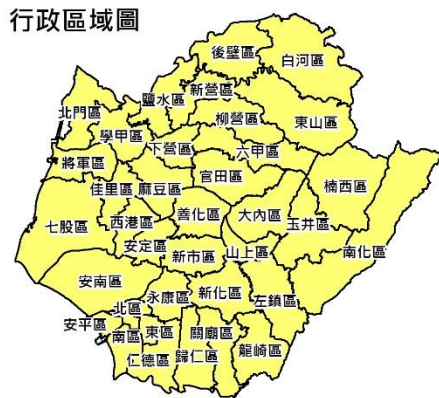 行政區域圖
後壁區
白河區
鹽水區
新營區
北門區
柳營區
東山區
學甲區
下營區
六甲區
將軍區
官田區
楠西區
佳里區
麻豆區
七股區
西港區
善化區
大內區
玉井區
安定區
新市區
山上區
南化區
安南區
永康區
新化區
左鎮區
北區
安平區
南區
東區
關廟區
仁德區
歸仁區
龍崎區